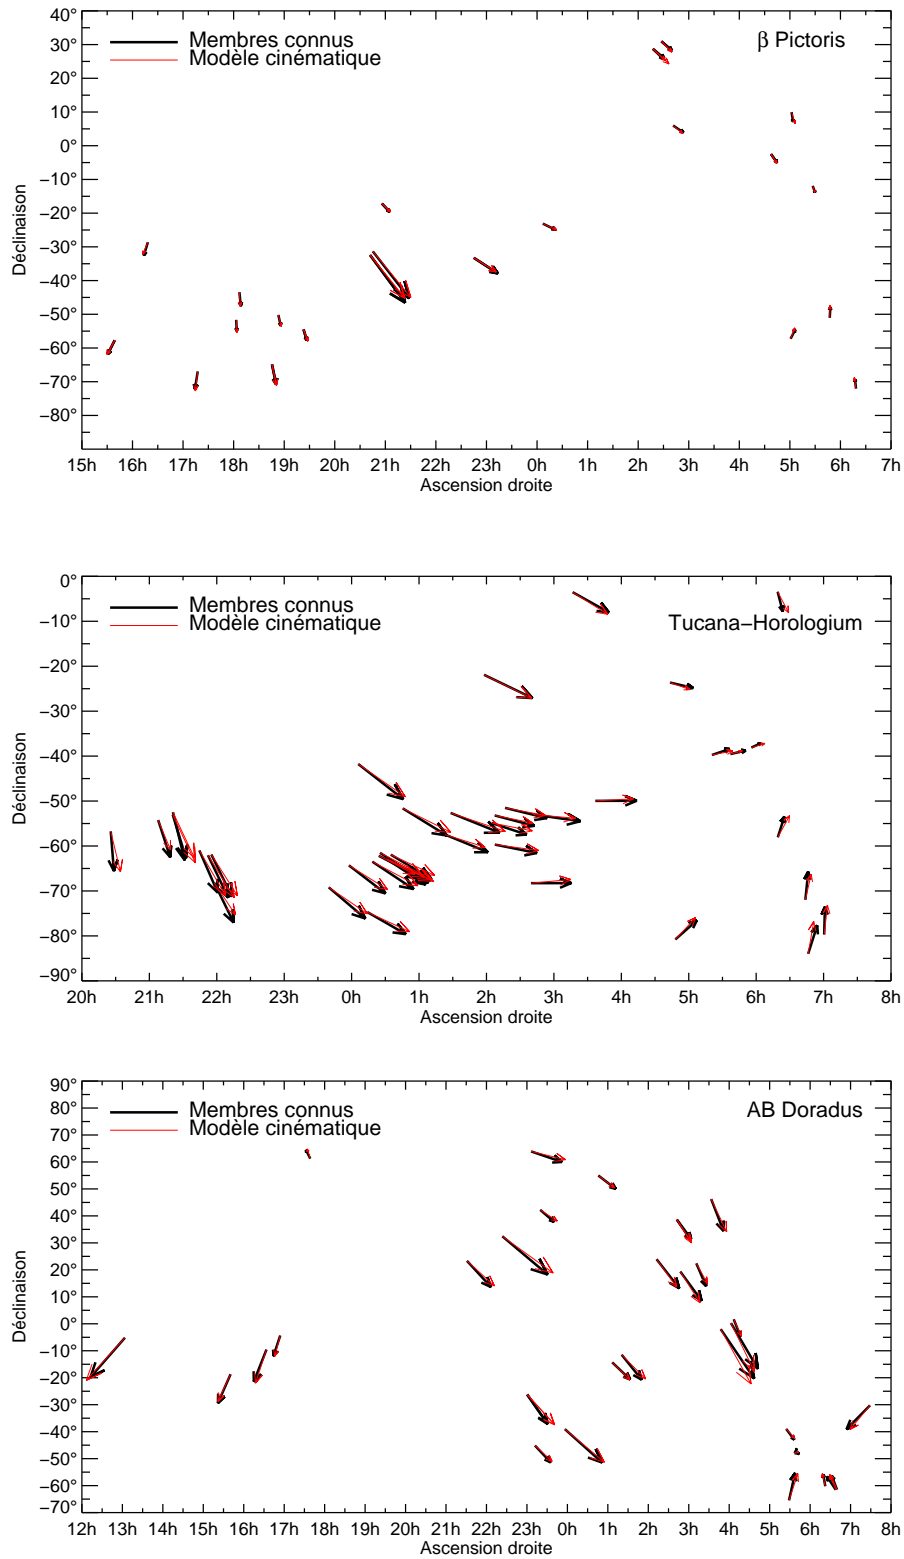 Membres connus
Modèle cinématique
β Pictoris
Déclinaison
30°
20°
10°
0°
−10°
−20°
−30°
−40°
−50°
−60°
−70°
−80°
15h 16h 17h 18h 19h 20h 21h 22h 23h 0h 1h 2h 3h 4h 5h 6h 7h
Ascension droite
Membres connus
Modèle cinématique
Tucana−Horologium
Déclinaison
0°
−10°
−20°
−30°
−40°
−50°
−60°
−70°
−80°
−90°
20h 21h 22h 23h 0h 1h 2h 3h 4h 5h 6h 7h 8h
Ascension droite
Membres connus
Modèle cinématique
AB Doradus
Déclinaison
90°
80°
70°
60°
50°
40°
30°
20°
10°
0°
−10°
−20°
−30°
−40°
−50°
−60°
−70°
12h 13h 14h 15h 16h 17h 18h 19h 20h 21h 22h 23h 0h 1h 2h 3h 4h 5h 6h 7h 8h
Ascension droite
40°